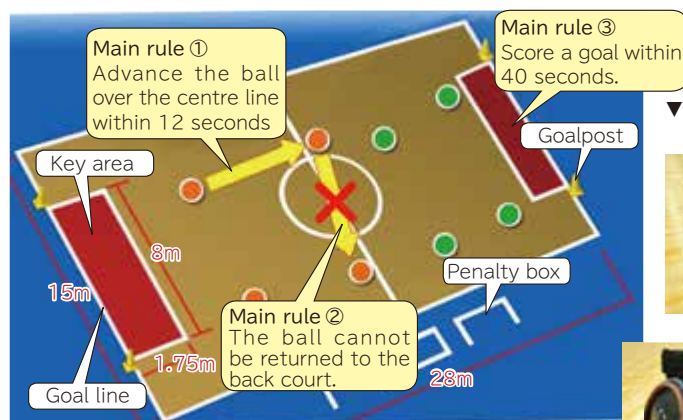 Main rule ①
Advance the ball
over the centre line
within 12 seconds
Main rule ③
Score a goal within
40 seconds.
▼
Goalpost
Key area
8m
15m
Penalty box
Main rule ②
The ball cannot
be returned to the
back court.
1.75m
28m
Goal line